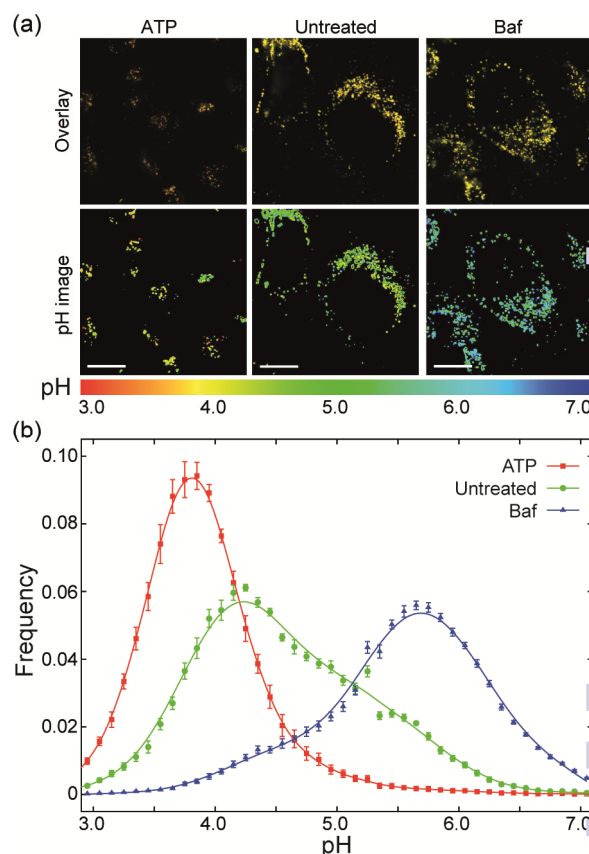 (a)
ATP Untreated Baf
Overlay
pH image
pH
3.0 4.0 5.0 6.0 7.0
(b)
0.10
0.08
0.06
0.04
0.02
0
Frequency
ATP
Untreated
Baf
3.0 4.0 5.0 6.0 7.0
pH